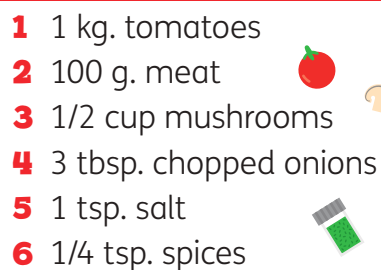 1 1 kg. tomatoes
2 100 g. meat
3 1/2 cup mushrooms
4 3 tbsp. chopped onions
5 1 tsp. salt
6 1/4 tsp. spices